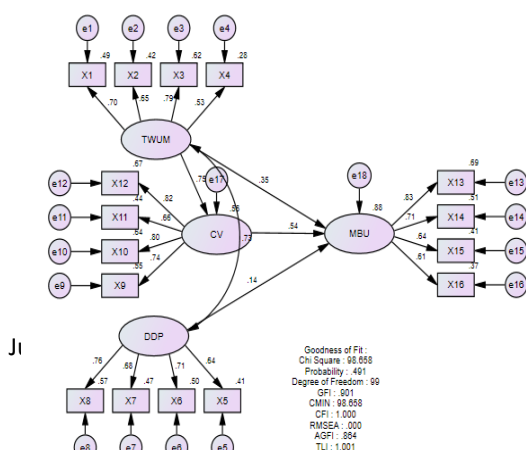 e1 e2 e3 e4
.49 .42 .62 .28
X1 X2 X3 X4
.70 .65 .79 .53
TWUM
.67
e12 X12 .82
e17
.35
e18
.69
X13 e13
.83
.44
e11 X11 .66
.88
.51
.71 X14 e14
CV .54 MBU
.54
e10 X10 .80
.73
.41
.64 X15 e15
.55
e9 X9 .74
.37
.61 X16 e16
.14
DDP
.76 .68 .71 .64
.57 .47 .50 .41
X8 X7 X6 X5
e8 e7 e6 e5
Goodness of Fit :
Chi Square : 98.658
Probability : .491
Degree of Freedom : 99
GFI : .901
CMIN : 98.658
CFI : 1.000
RMSEA : .000
AGFI : .864
TLI : 1.001